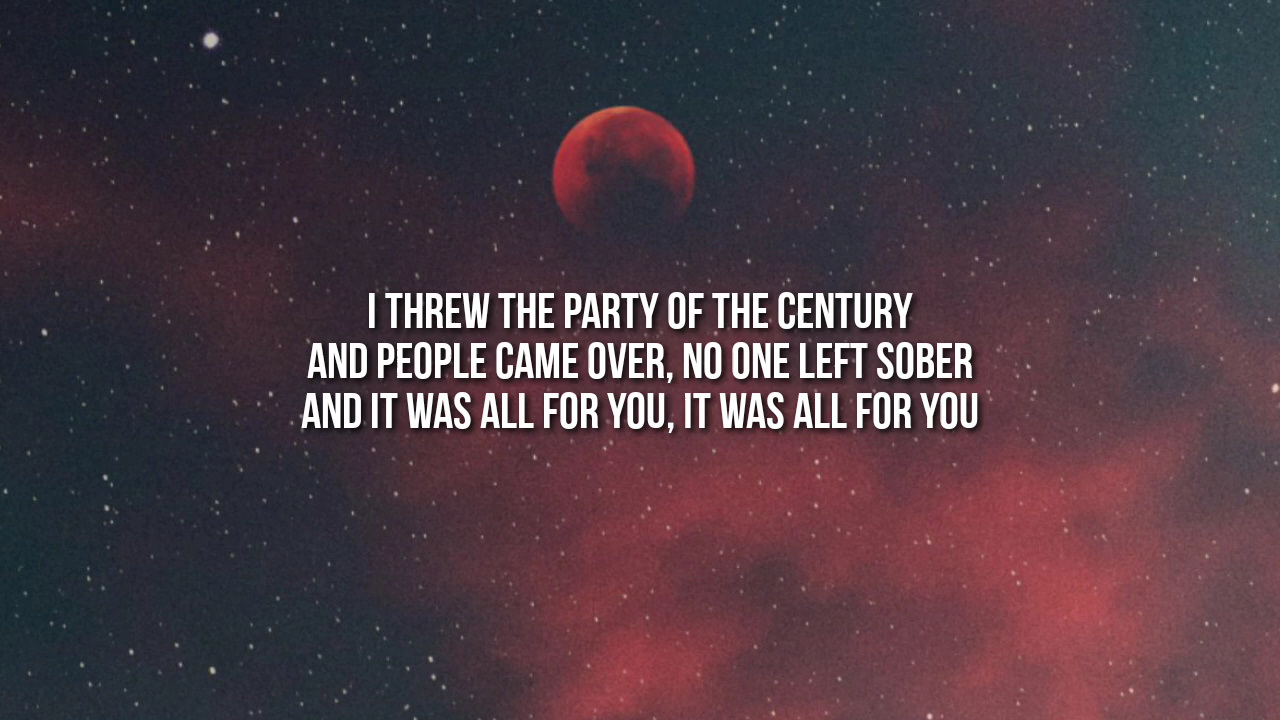 I THREW THE PARTY OF THE CENTURY
AND PEOPLE CAME OVER, NO ONE LEFT SOBER
AND IT WAS ALL FOR YOU, IT WAS ALL FOR YOU